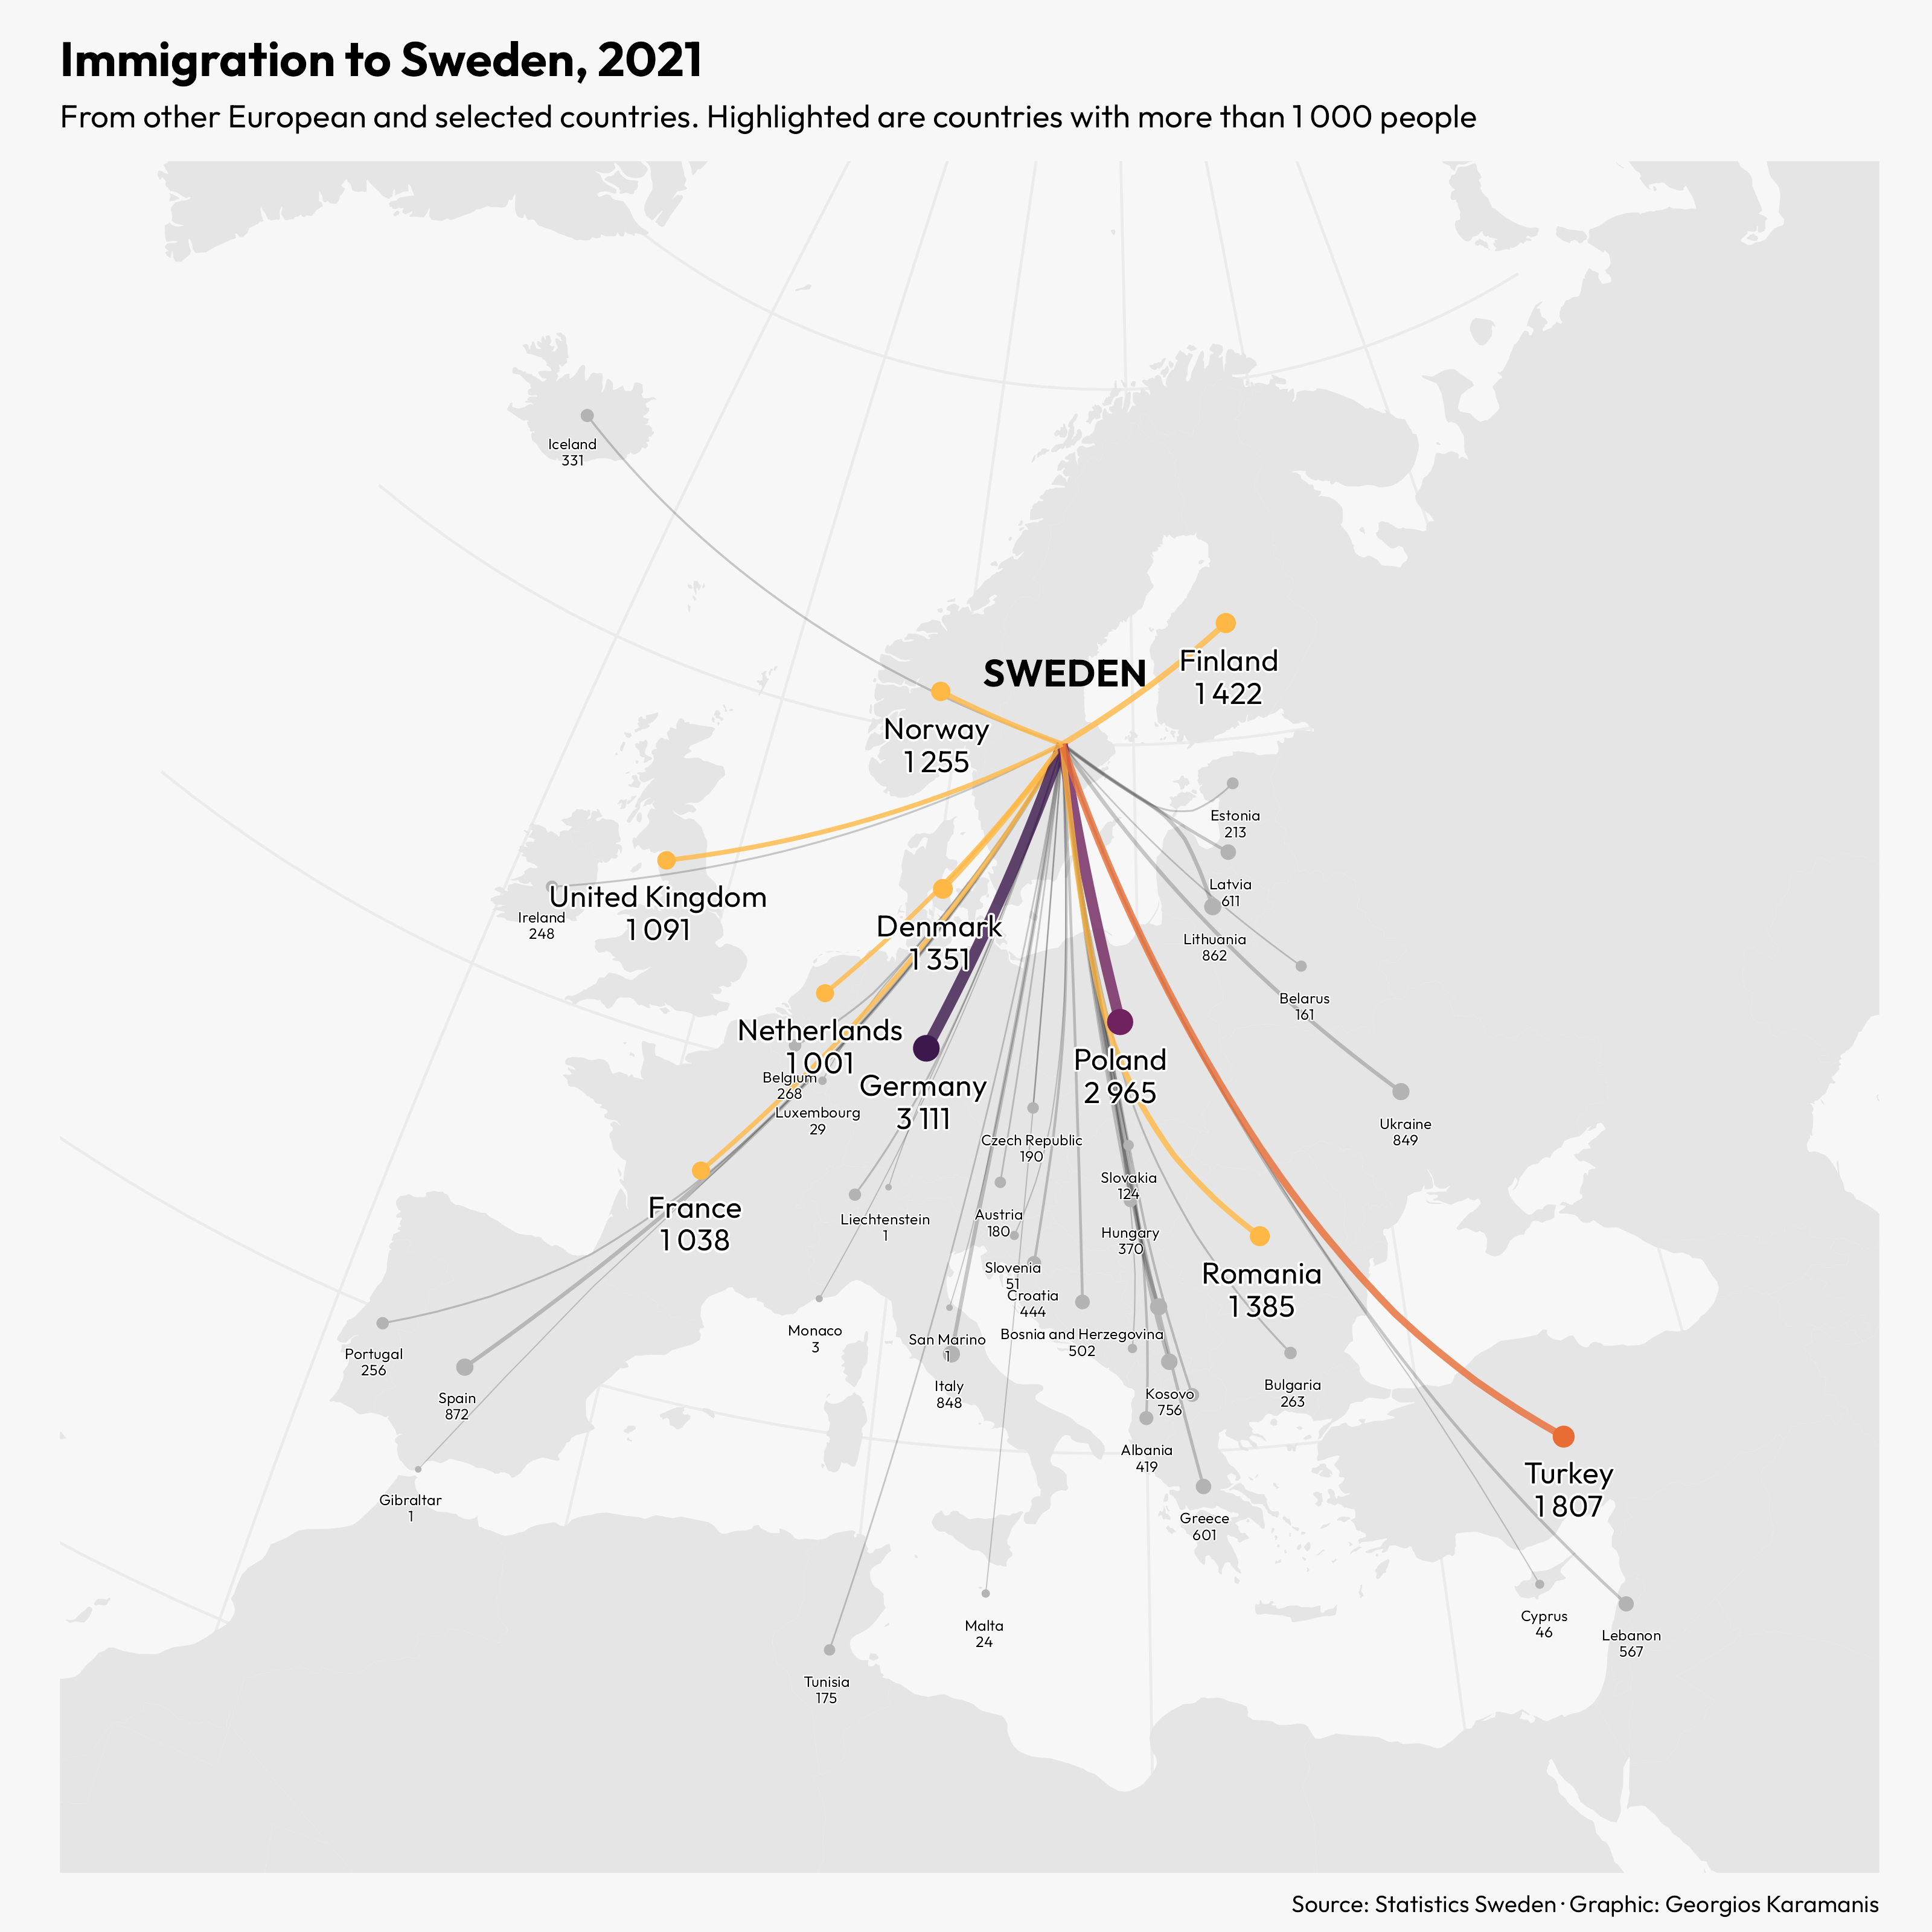 Immigration to Sweden, 2021
From other European and selected countries. Highlighted are countries with more than 1 000 people
Iceland
331
SWEDEN
Finland
1 422
Norway
1 255
Estonia
213
United Kingdom
1 091
Ireland
248
Latvia
611
Denmark
1 351
Lithuania
862
Belarus
161
Netherlands
1 001
Belgium
268
Germany
3 111
Poland
2 965
Luxembourg
29
Ukraine
849
Czech Republic
190
Slovakia
124
France
1 038
Liechtenstein
1
Austria
180
Hungary
370
Slovenia
51
Romania
1 385
Croatia
444
Monaco
3
San Marino
1
Bosnia and Herzegovina
502
Portugal
256
Spain
872
Italy
848
Kosovo
756
Bulgaria
263
Albania
419
Turkey
1 807
Gibraltar
1
Greece
601
Malta
24
Cyprus
46
Lebanon
567
Tunisia
175
Source: Statistics Sweden · Graphic: Georgios Karamanis